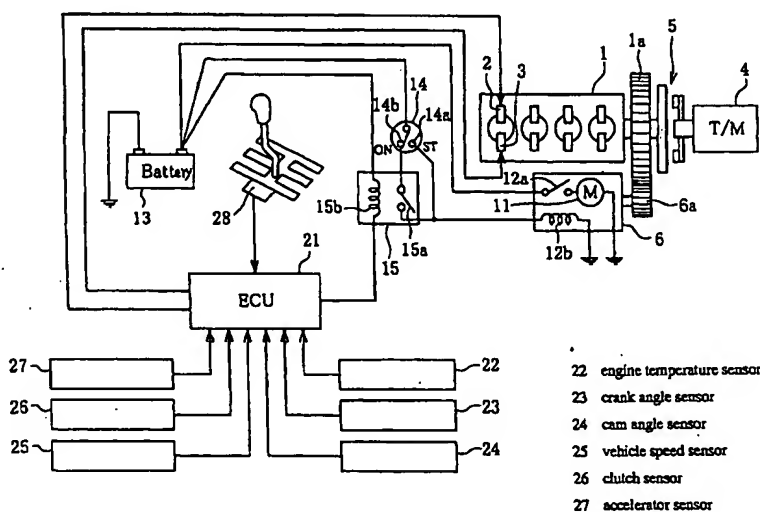 1a
5
1
4
2
3
14
14b
14a
T/M
ON
ST
Battery
12a
M
13
11
28
15b
6a
15a
12b
6
21
15
ECU
27
22
26
23
25
24
22 engine temperature sensor
23 crank angle sensor
24 cam angle sensor
25 vehicle speed sensor
26 clutch sensor
27 accelerator sensor